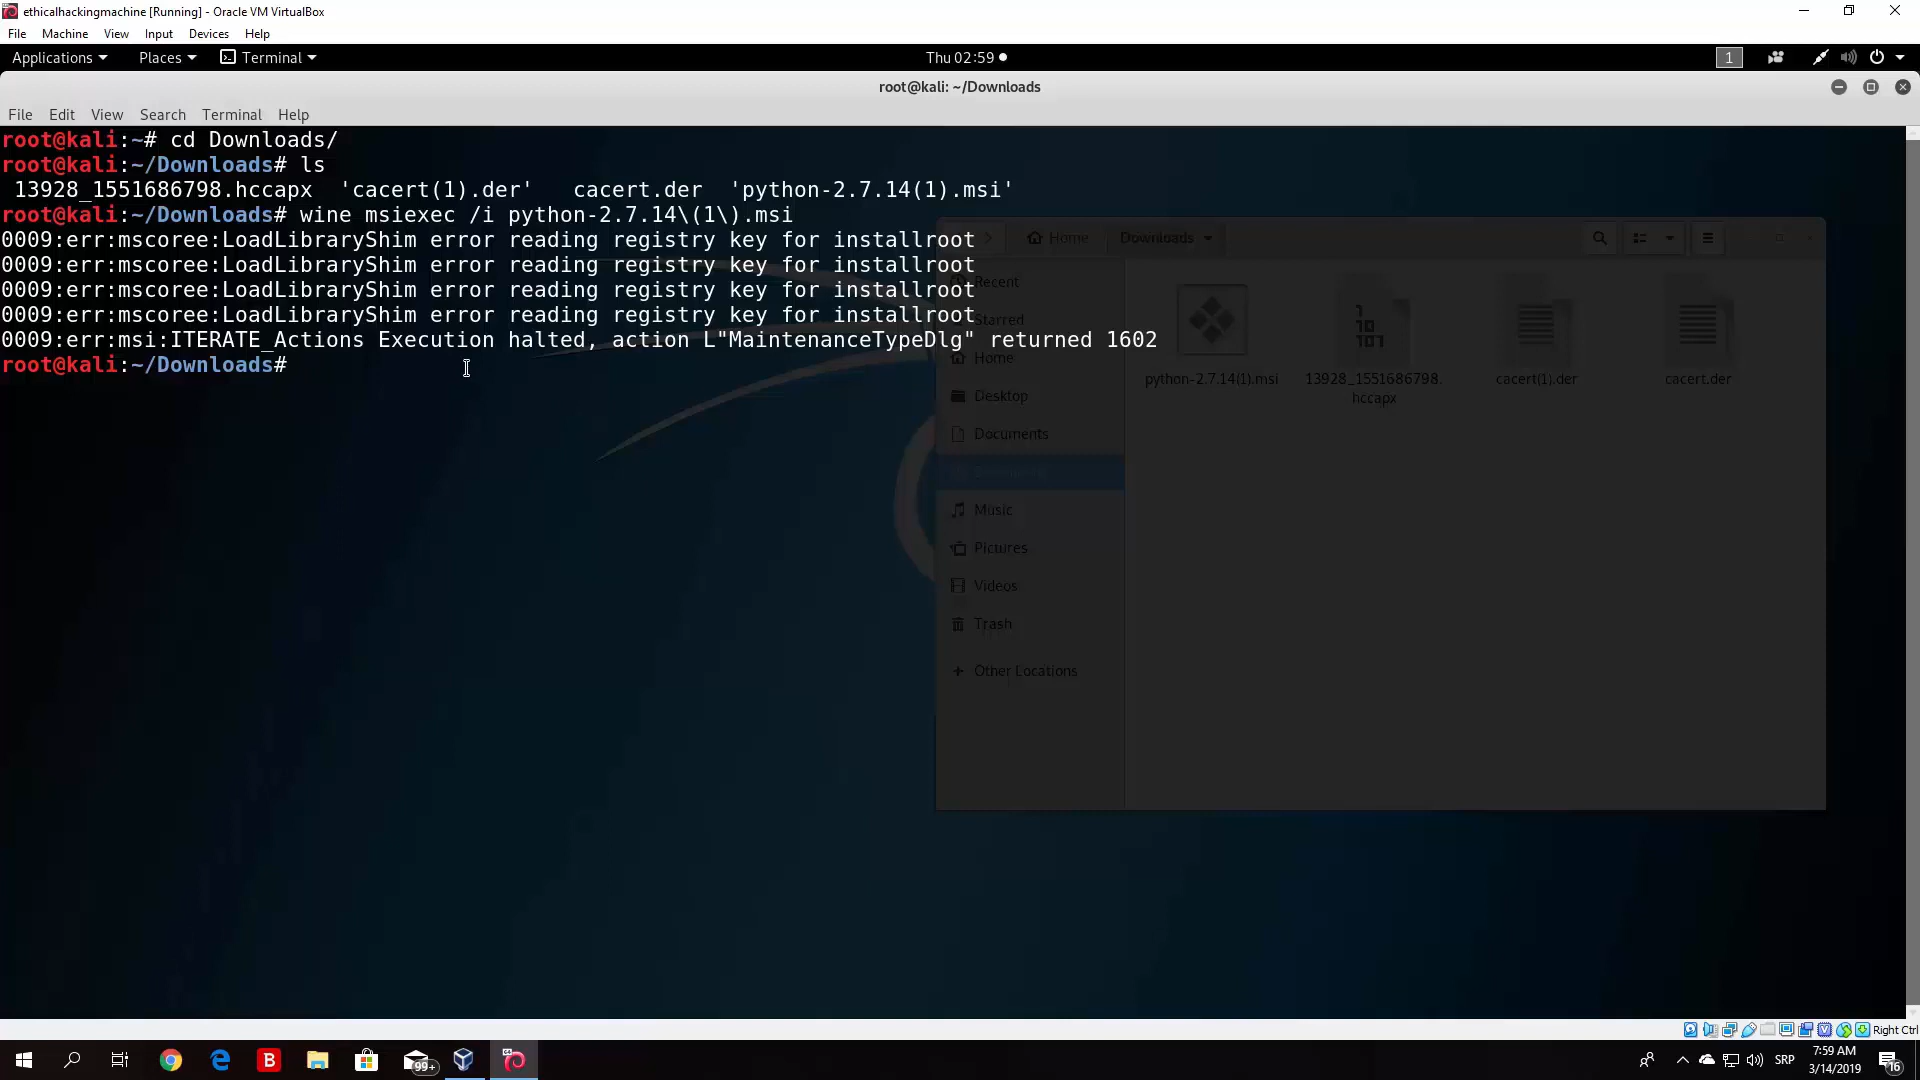 ethicalhackingmachine [Running] - Oracle VM VirtualBox
File Machine View Input Devices Help
Applications Places Terminal Thu 02:59 1
root@kali: ~/Downloads
File Edit View Search Terminal Help
root@kali:~# cd Downloads/
root@kali:~/Downloads# ls
13928_1551686798.hccapx 'cacert(1).der' cacert.der 'python-2.7.14(1).msi'
root@kali:~/Downloads# wine msiexec /i python-2.7.14\(1\).msi
0009:err:mscoree:LoadLibraryShim error reading registry key for installroot
0009:err:mscoree:LoadLibraryShim error reading registry key for installroot
0009:err:mscoree:LoadLibraryShim error reading registry key for installroot
0009:err:mscoree:LoadLibraryShim error reading registry key for installroot
0009:err:msi:ITERATE_Actions Execution halted, action L"MaintenanceTypeDlg" returned 1602
root@kali:~/Downloads#
Home Downloads
Recent
Starred
Home
Desktop
Documents
Music
Pictures
Videos
Trash
Other Locations
python-2.7.14(1).msi
13928_1551686798.
hccapx
cacert(1).der
cacert.der
Right Ctrl
99+
SRP
7:59 AM
3/14/2019
16